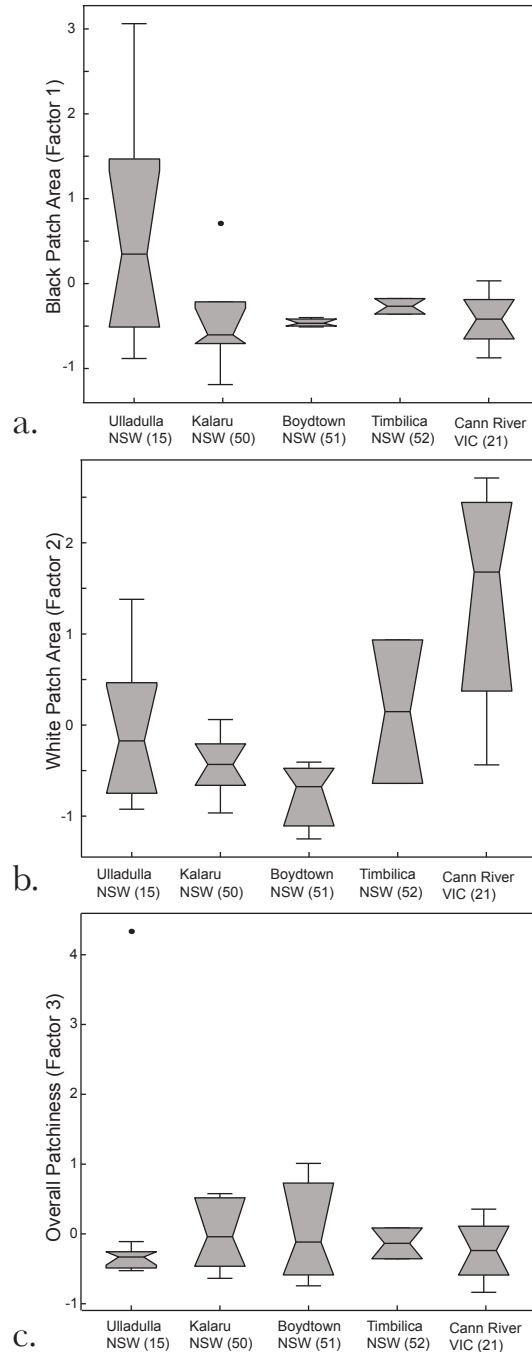 Black Patch Area (Factor 1)
3
2
1
0
-1
a.
Ulladulla
NSW (15)
Kalaru
NSW (50)
Boydtown
NSW (51)
Timbilica
NSW (52)
Cann River
VIC (21)
White Patch Area (Factor 2)
2
1
0
-1
b.
Ulladulla
NSW (15)
Kalaru
NSW (50)
Boydtown
NSW (51)
Timbilica
NSW (52)
Cann River
VIC (21)
Overall Patchiness (Factor 3)
4
3
2
1
0
-1
c.
Ulladulla
NSW (15)
Kalaru
NSW (50)
Boydtown
NSW (51)
Timbilica
NSW (52)
Cann River
VIC (21)